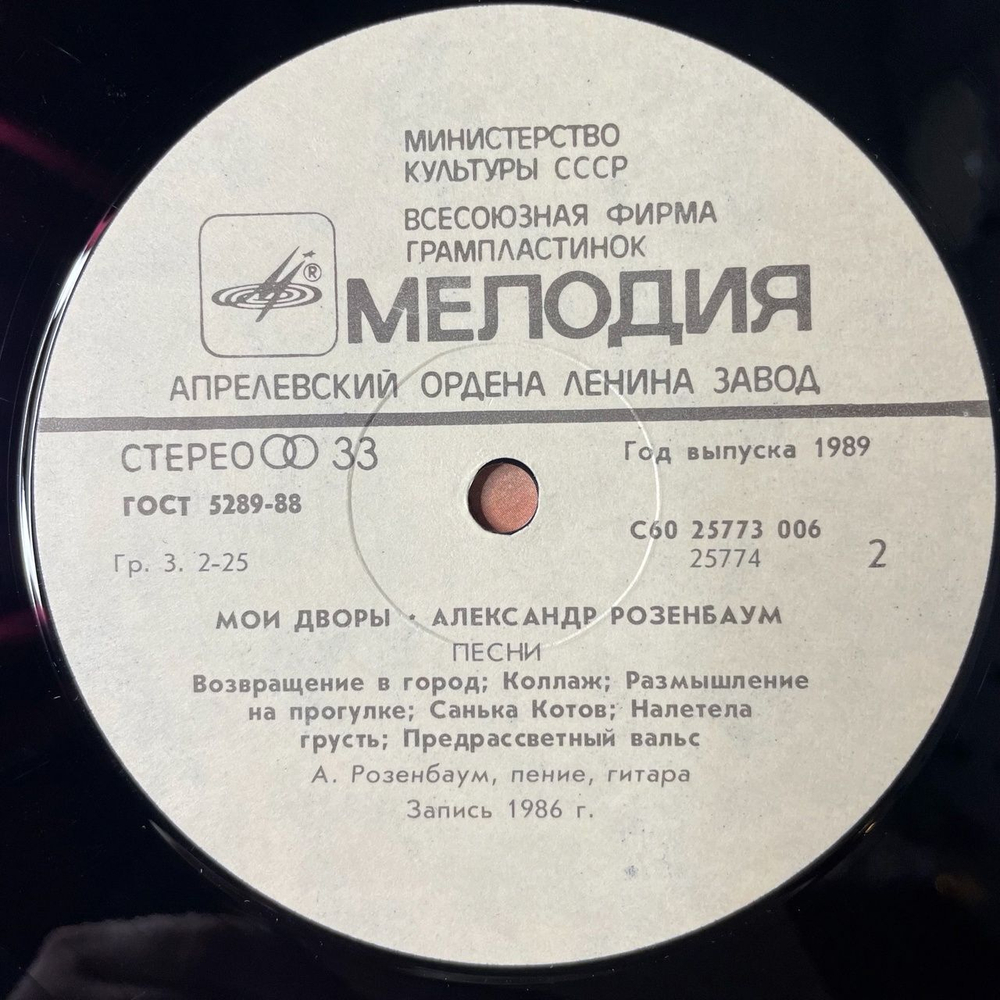 МИНИСТЕРСТВО
КУЛЬТУРЫ СССР
ВСЕСОЮЗНАЯ ФИРМА
ГРАМПЛАСТИНОК
®
МЕЛОДИЯ
АПРЕЛЕВСКИЙ ОРДЕНА ЛЕНИНА ЗАВОД
СТЕРЕО 33
Год выпуска 1989
ГОСТ 5289-88
С60 25773 006
Гр. 3. 2-25
25774
2
МОИ ДВОРЫ · АЛЕКСАНДР РОЗЕНБАУМ
ПЕСНИ
Возвращение в город; Коллаж; Размышление
на прогулке; Санька Котов; Налетела
грусть; Предрассветный вальс
А. Розенбаум, пение, гитара
Запись 1986 г.